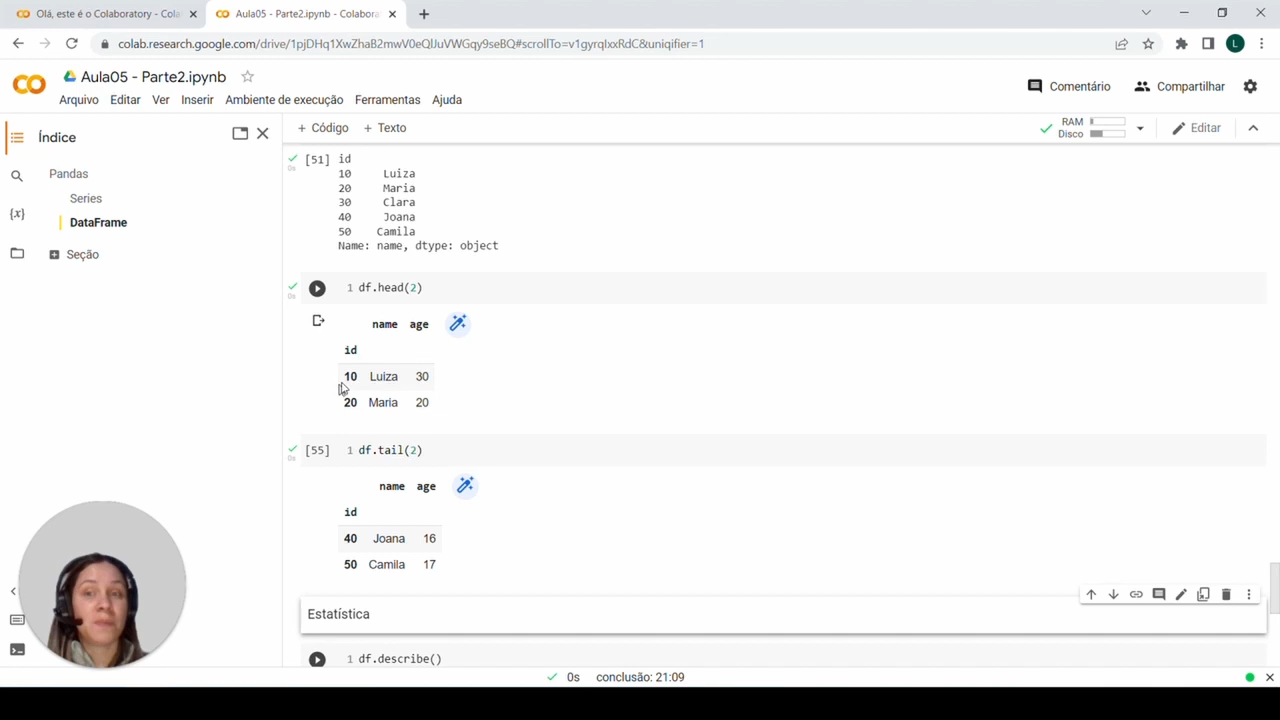 Olá, este é o Colaboratory - Cola
Aula05 - Parte2.ipynb - Colabora
colab.research.google.com/drive/1pjDHq1XwZhaB2mwV0eQlJuVWGqy9seBQ#scrollTo=v1gyrqlxxRdC&uniqifier=1
L
Aula05 - Parte2.ipynb
Comentário
Compartilhar
Arquivo Editar Ver Inserir Ambiente de execução Ferramentas Ajuda
Índice
+ Código + Texto
RAM
Disco
Editar
Pandas
Series
DataFrame
Seção
{x}
[51] id
0s
10 Luiza
20 Maria
30 Clara
40 Joana
50 Camila
Name: name, dtype: object
1 df.head(2)
0s
name age
id
10 Luiza 30
20 Maria 20
[55] 1 df.tail(2)
0s
name age
id
40 Joana 16
50 Camila 17
Estatística
1 df.describe()
0s conclusão: 21:09